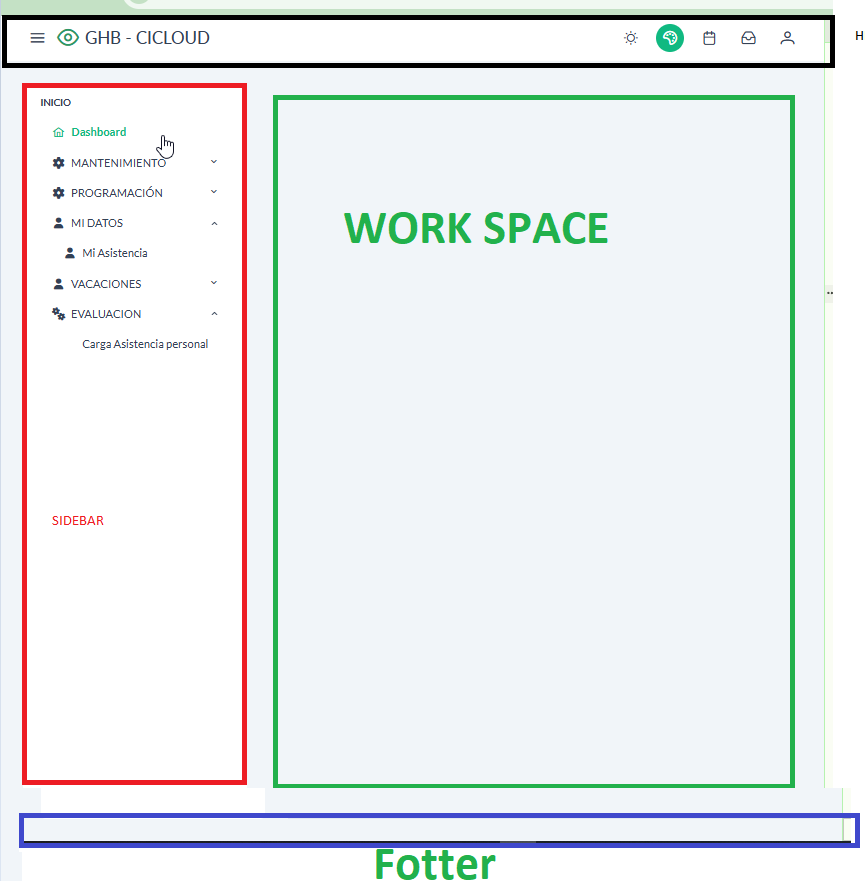 GHB - CICLOUD
H
INICIO
Dashboard
MANTENIMIENTO
PROGRAMACIÓN
MI DATOS
Mi Asistencia
VACACIONES
EVALUACION
Carga Asistencia personal
SIDEBAR
WORK SPACE
..
Fotter